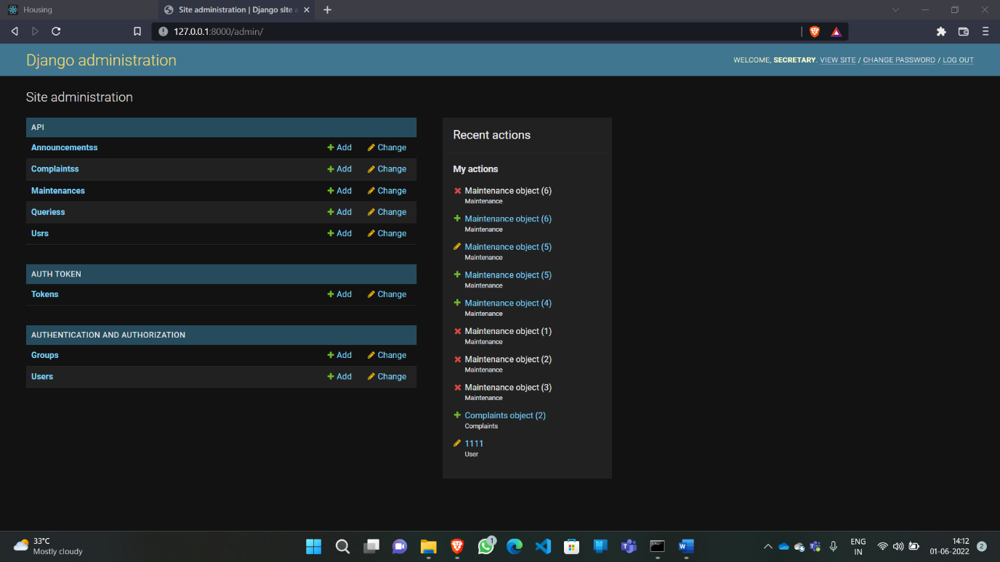 Housing
Site administration | Django site a
127.0.0.1:8000/admin/
Django administration
WELCOME, SECRETARY. VIEW SITE / CHANGE PASSWORD / LOG OUT
Site administration
API
Announcementss Add Change
Complaintss Add Change
Maintenances Add Change
Queriess Add Change
Usrs Add Change
AUTH TOKEN
Tokens Add Change
AUTHENTICATION AND AUTHORIZATION
Groups Add Change
Users Add Change
Recent actions
My actions
Maintenance object (6)
Maintenance
Maintenance object (6)
Maintenance
Maintenance object (5)
Maintenance
Maintenance object (5)
Maintenance
Maintenance object (4)
Maintenance
Maintenance object (1)
Maintenance
Maintenance object (2)
Maintenance
Maintenance object (3)
Maintenance
Complaints object (2)
Complaints
1111
User
33°C
Mostly cloudy
1
ENG
IN
14:12
01-06-2022
2